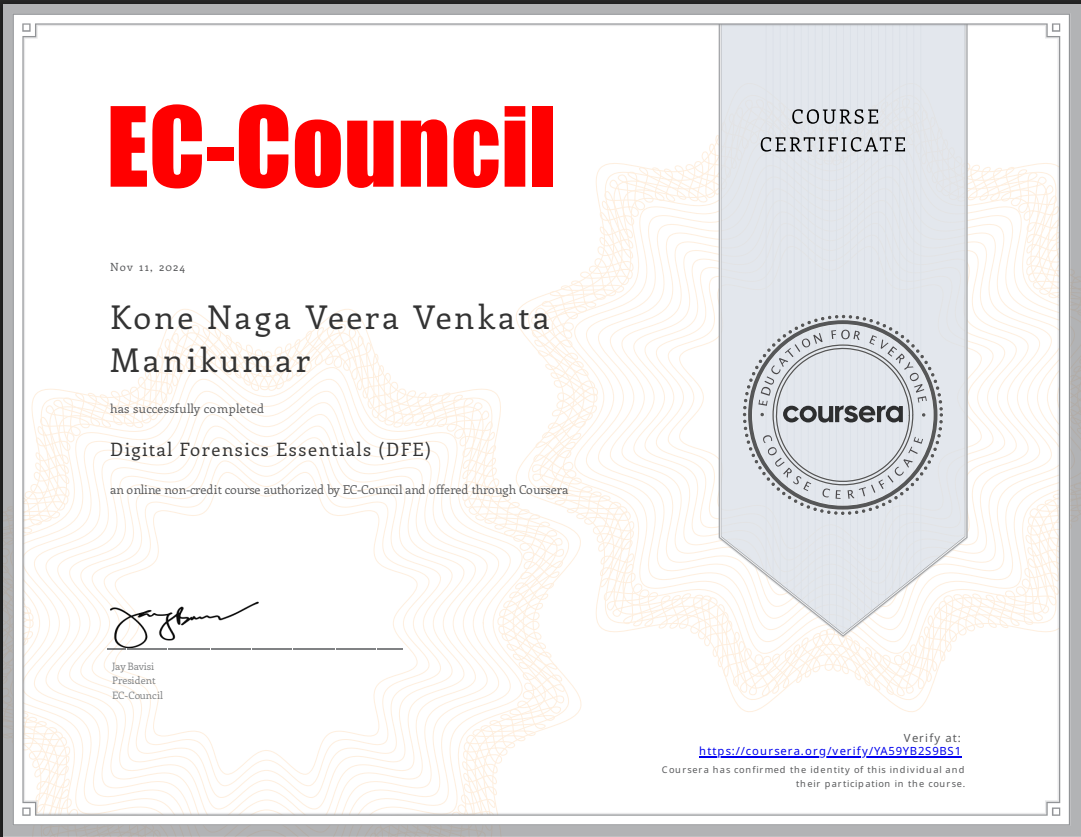 EC-Council
COURSE
CERTIFICATE
Nov 11, 2024
Kone Naga Veera Venkata
Manikumar
has successfully completed
Digital Forensics Essentials (DFE)
an online non-credit course authorized by EC-Council and offered through Coursera
EDUCATION FOR EVERYONE
coursera
COURSE CERTIFICATE
Jay Bavisi
President
EC-Council
Verify at:
https://coursera.org/verify/YA59YB2S9BS1
Coursera has confirmed the identity of this individual and
their participation in the course.